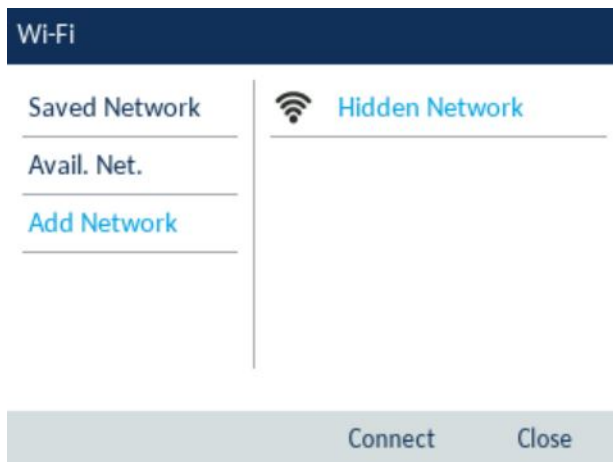 Wi-Fi
Saved Network
Avail. Net.
Add Network
Hidden Network
Connect
Close